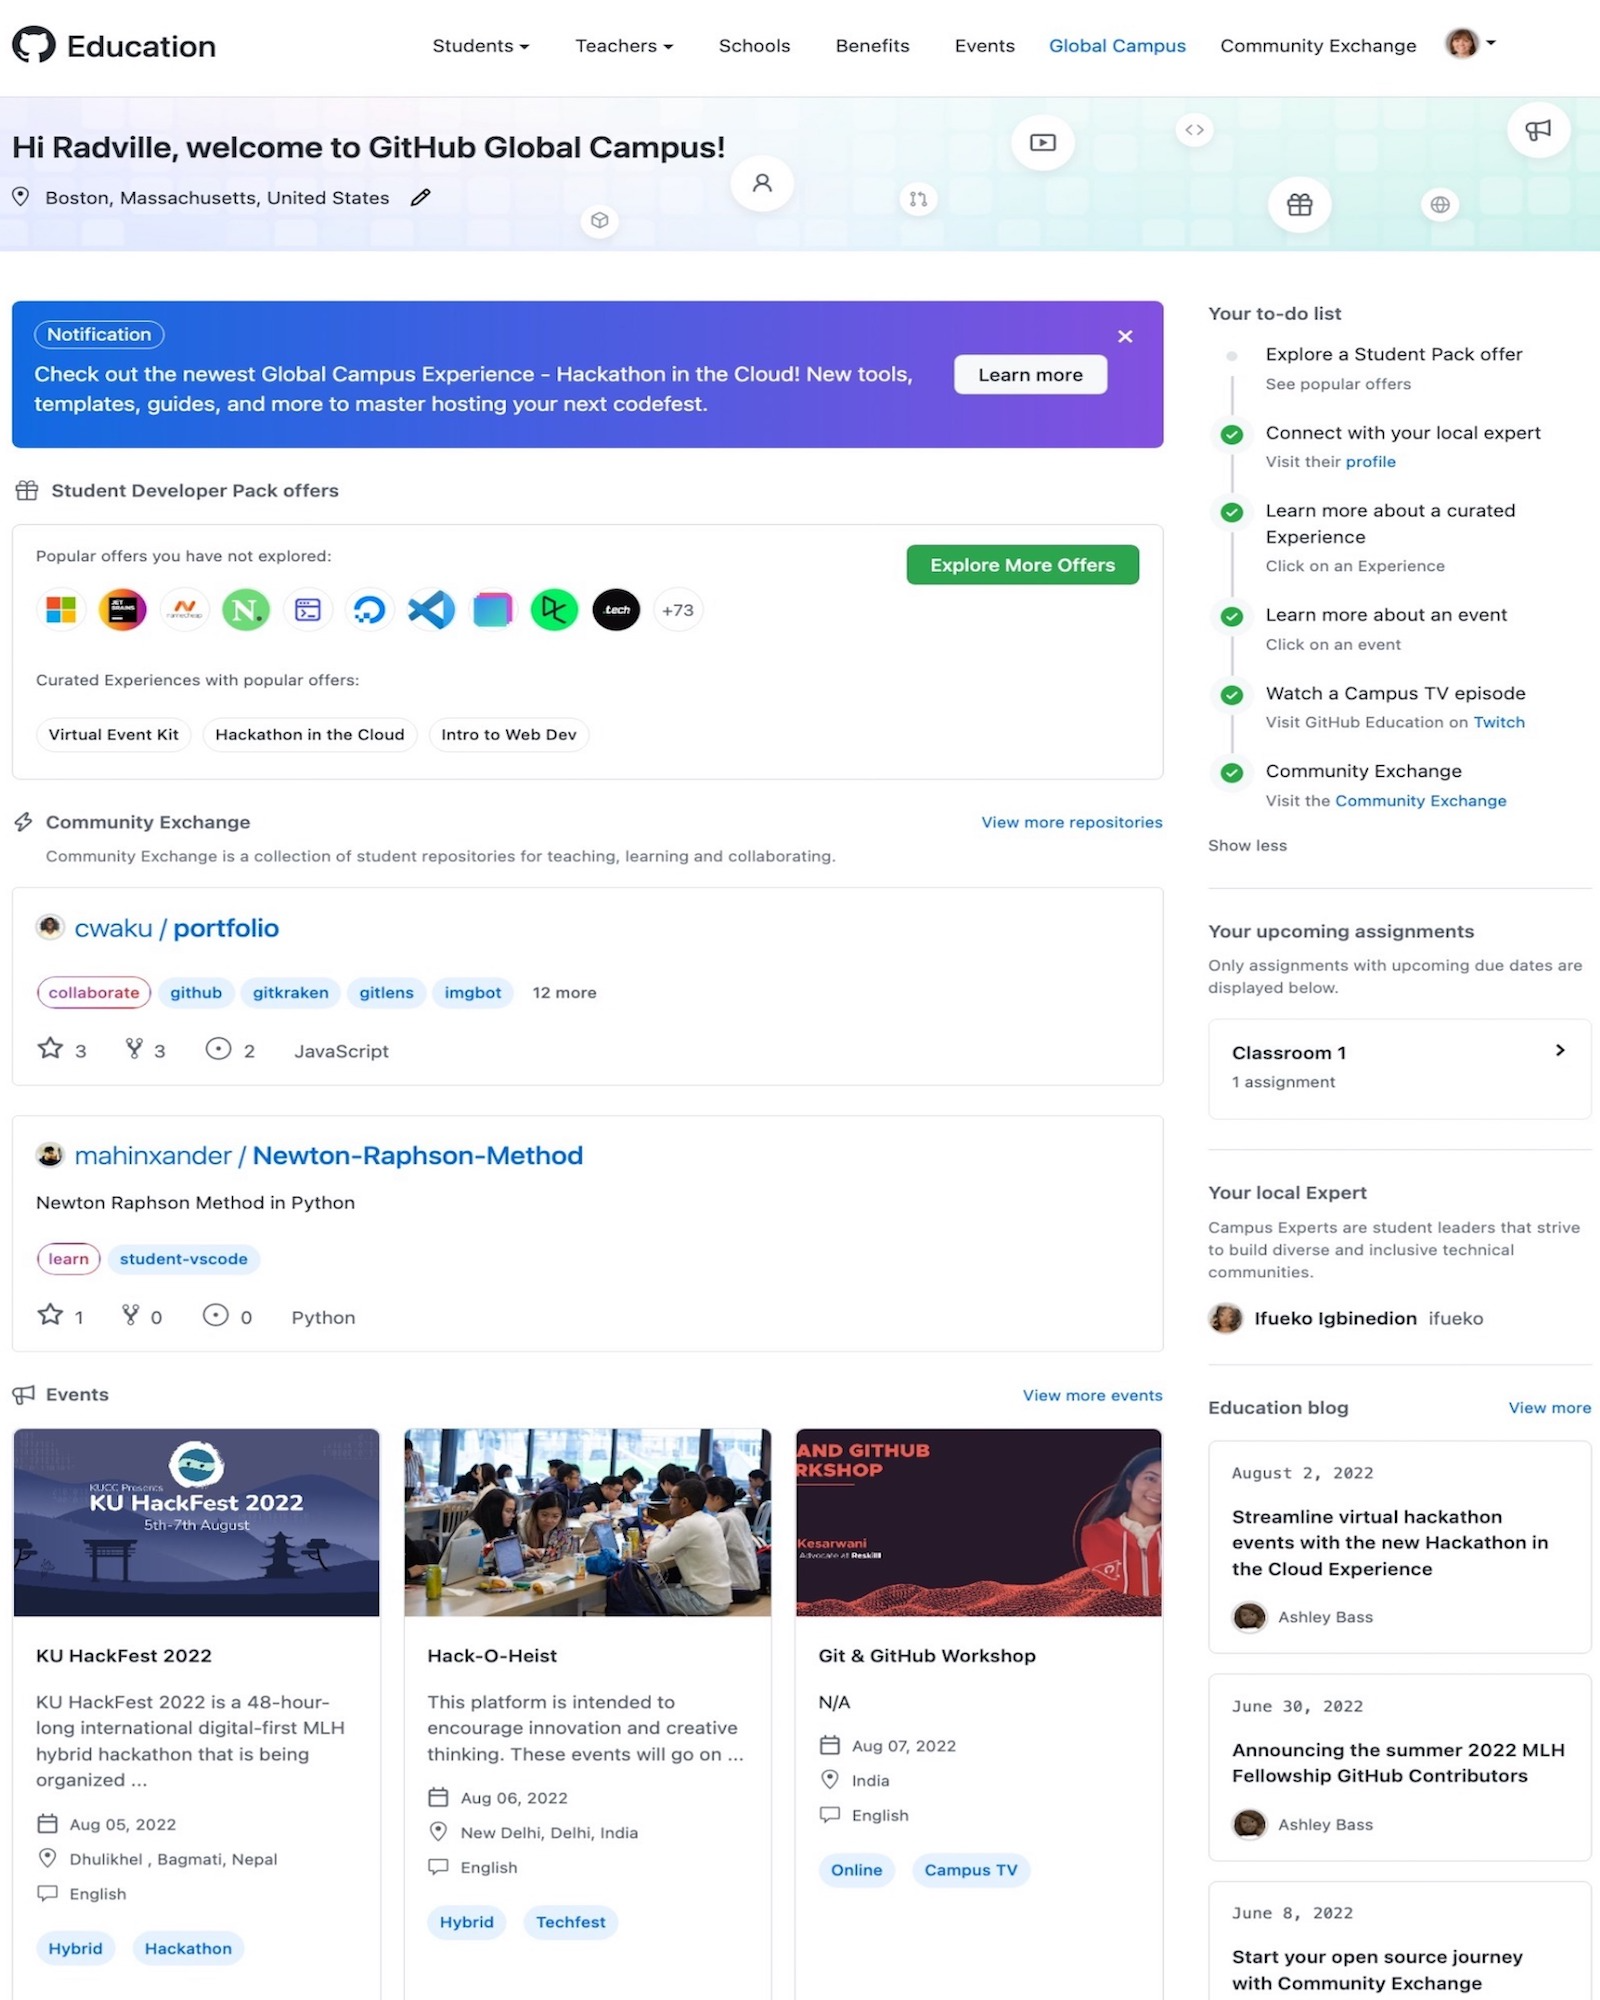 Education
Students
Teachers
Schools
Benefits
Events
Global Campus
Community Exchange
Hi Radville, welcome to GitHub Global Campus!
Boston, Massachusetts, United States
Notification
Check out the newest Global Campus Experience - Hackathon in the Cloud! New tools,
templates, guides, and more to master hosting your next codefest.
Learn more
Student Developer Pack offers
Popular offers you have not explored:
Explore More Offers
JET
BRAINS
namecheap
N.
.tech
+73
Curated Experiences with popular offers:
Virtual Event Kit
Hackathon in the Cloud
Intro to Web Dev
Community Exchange
View more repositories
Community Exchange is a collection of student repositories for teaching, learning and collaborating.
cwaku / portfolio
collaborate
github
gitkraken
gitlens
imgbot
12 more
3
3
2
JavaScript
mahinxander / Newton-Raphson-Method
Newton Raphson Method in Python
learn
student-vscode
1
0
0
Python
Events
View more events
KUCC Presents
KU HackFest 2022
5th-7th August
KU HackFest 2022
KU HackFest 2022 is a 48-hour-
long international digital-first MLH
hybrid hackathon that is being
organized ...
Aug 05, 2022
Dhulikhel , Bagmati, Nepal
English
Hybrid
Hackathon
Hack-O-Heist
This platform is intended to
encourage innovation and creative
thinking. These events will go on ...
Aug 06, 2022
New Delhi, Delhi, India
English
Hybrid
Techfest
AND GITHUB
RKSHOP
Kesarwani
Advocate at Reskilll
Git & GitHub Workshop
N/A
Aug 07, 2022
India
English
Online
Campus TV
Your to-do list
Explore a Student Pack offer
See popular offers
Connect with your local expert
Visit their profile
Learn more about a curated
Experience
Click on an Experience
Learn more about an event
Click on an event
Watch a Campus TV episode
Visit GitHub Education on Twitch
Community Exchange
Visit the Community Exchange
Show less
Your upcoming assignments
Only assignments with upcoming due dates are
displayed below.
Classroom 1
1 assignment
Your local Expert
Campus Experts are student leaders that strive
to build diverse and inclusive technical
communities.
Ifueko Igbinedion ifueko
Education blog
View more
August 2, 2022
Streamline virtual hackathon
events with the new Hackathon in
the Cloud Experience
Ashley Bass
June 30, 2022
Announcing the summer 2022 MLH
Fellowship GitHub Contributors
Ashley Bass
June 8, 2022
Start your open source journey
with Community Exchange